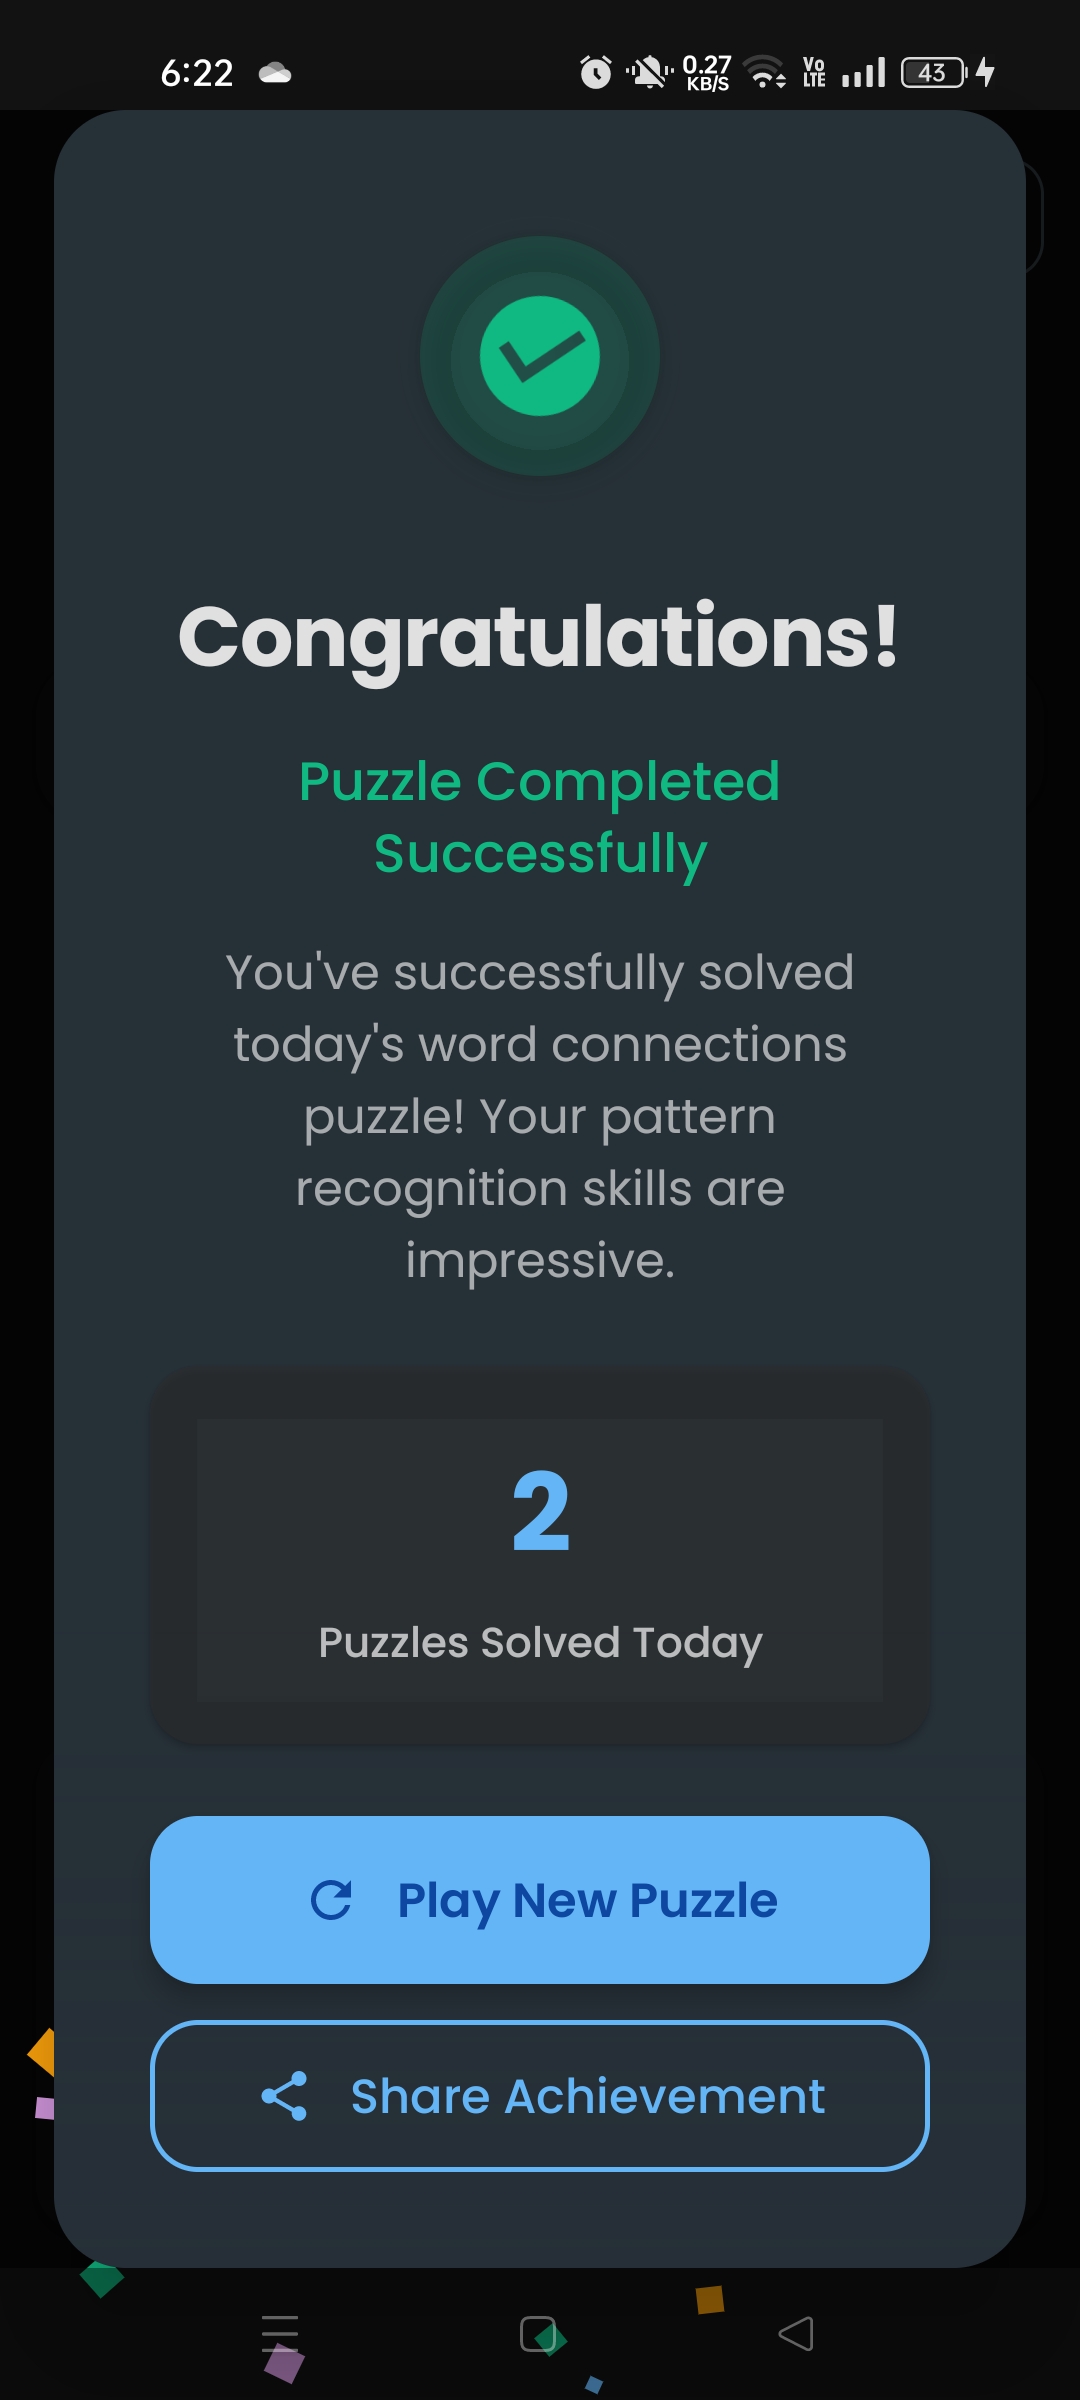 6:22 0.27 KB/S Vo LTE 43
Congratulations!
Puzzle Completed
Successfully
You've successfully solved
today's word connections
puzzle! Your pattern
recognition skills are
impressive.
2
Puzzles Solved Today
Play New Puzzle
Share Achievement